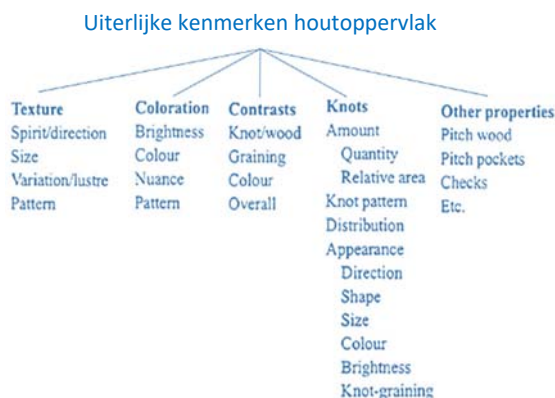 Uiterlijke kenmerken houtoppervlak
Texture
Spirit/direction
Size
Variation/lustre
Pattern
Coloration
Brightness
Colour
Nuance
Pattern
Contrasts
Knot/wood
Graining
Colour
Overall
Knots
Amount
Quantity
Relative area
Knot pattern
Distribution
Appearance
Direction
Shape
Size
Colour
Brightness
Knot-graining
Other properties
Pitch wood
Pitch pockets
Checks
Etc.